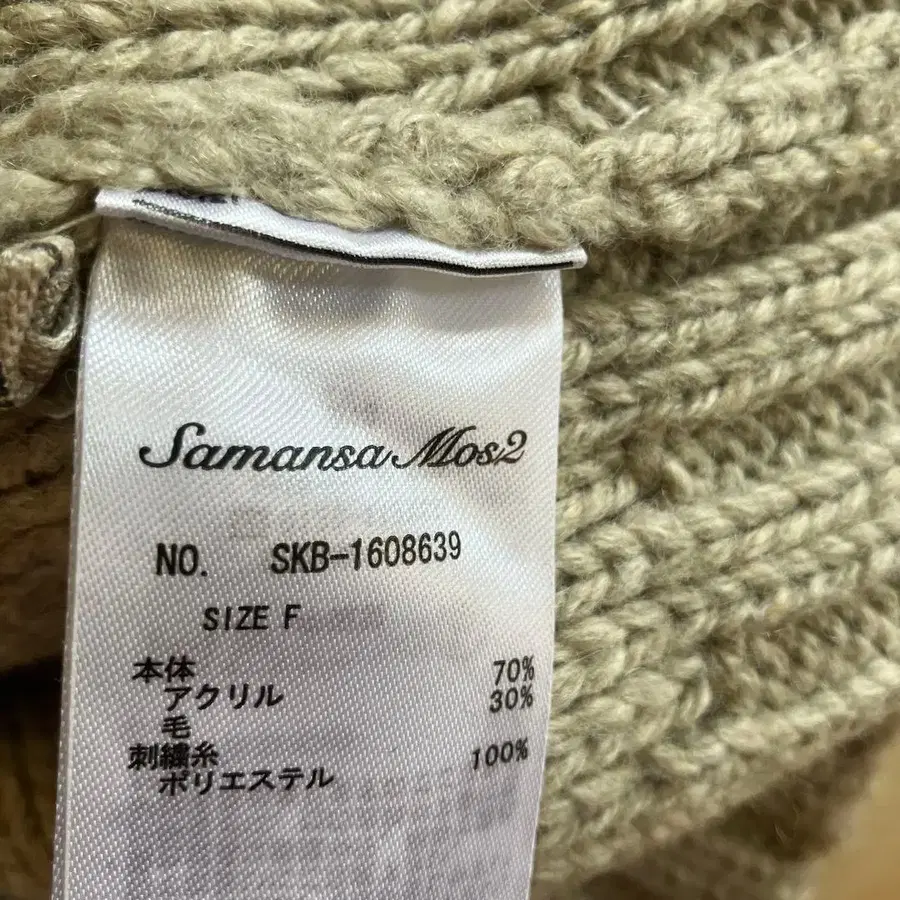 Samansa Mos2
NO. SKB-1608639
SIZE F
本体
アクリル 70%
毛 30%
刺繍糸
ポリエステル 100%